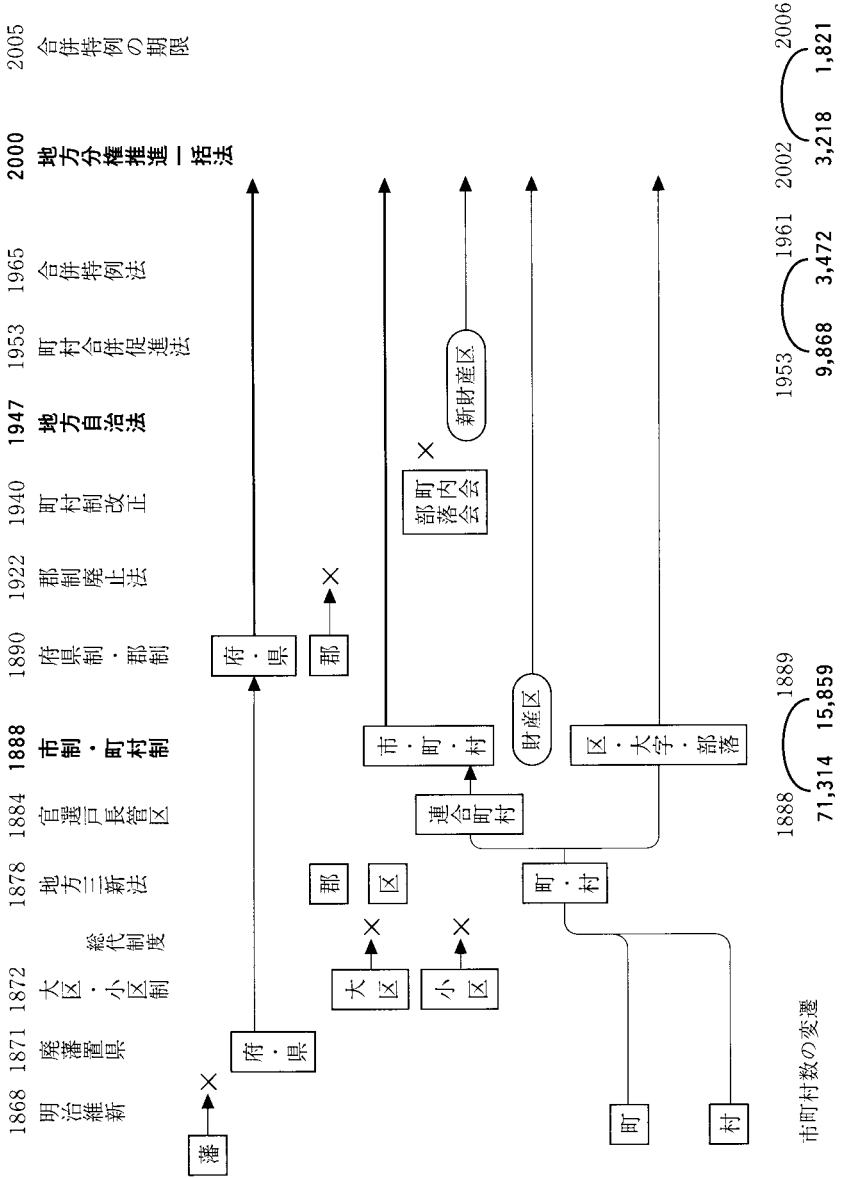 1868 明治維新
1871 廃藩置県
1872 大区・小区制
総代制度
1878 地方三新法
1884 官選戸長管区
1888 市制・町村制
1890 府県制・郡制
1922 郡制廃止法
1940 町村制改正
1947 地方自治法
1953 町村合併促進法
1965 合併特例法
2000 地方分権推進一括法
2005 合併特例の期限
藩
府・県
府・県
郡
郡
区
大区
小区
市・町・村
連合町村
町内会
部落会
新財産区
財産区
町・村
区・大字・部落
町
村
市町村数の変遷
1888 1889
71,314 15,859
1953 1961
9,868 3,472
2002 2006
3,218 1,821